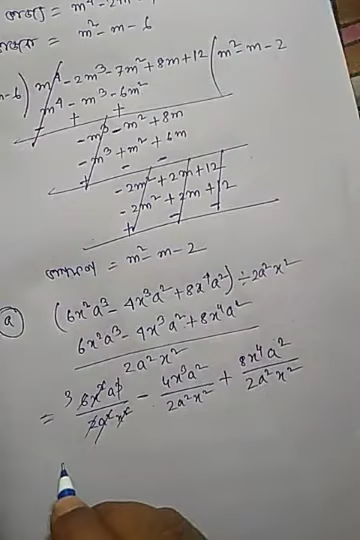 ভাজ্য = m⁴ - 2m³
ভাজক = m² - m - 6
m-6) m⁴ - 2m³ - 7m² + 8m + 12 (m² - m - 2
m⁴ - m³ - 6m²
- + +
- m³ - m² + 8m
- m³ + m² + 6m
+ - -
- 2m² + 2m + 12
- 2m² + 2m + 12
+ - -
ভাগফল = m² - m - 2
a (6x²a³ - 4x³a² + 8x⁴a²) ÷ 2a²x²
6x²a³ - 4x³a² + 8x⁴a²
2a²x²
= 3 6x²a³ / 2a²x² - 4x³a² / 2a²x² + 8x⁴a² / 2a²x²